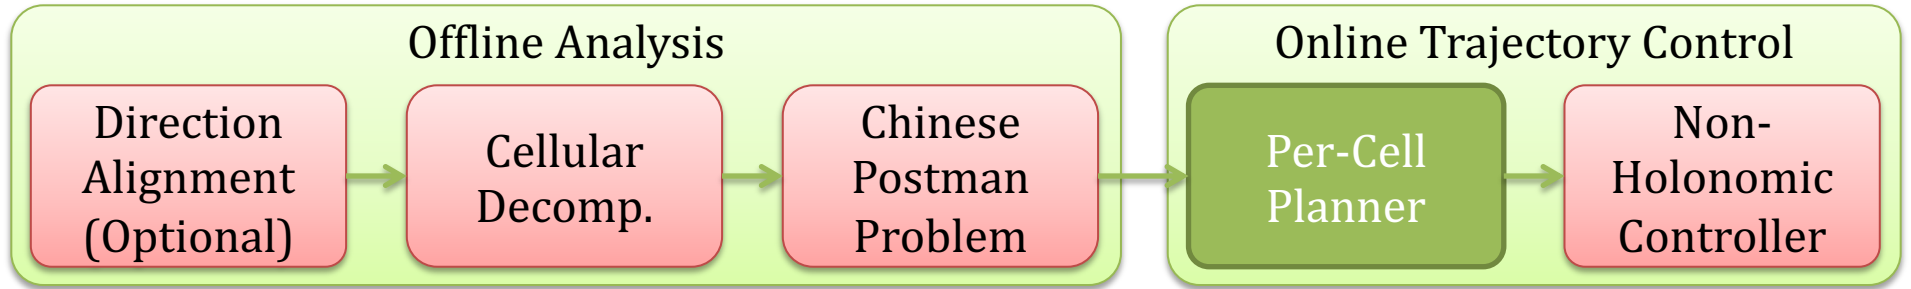 Offline Analysis
Direction
Alignment
(Optional)
Cellular
Decomp.
Chinese
Postman
Problem
Online Trajectory Control
Per-Cell
Planner
Non-
Holonomic
Controller